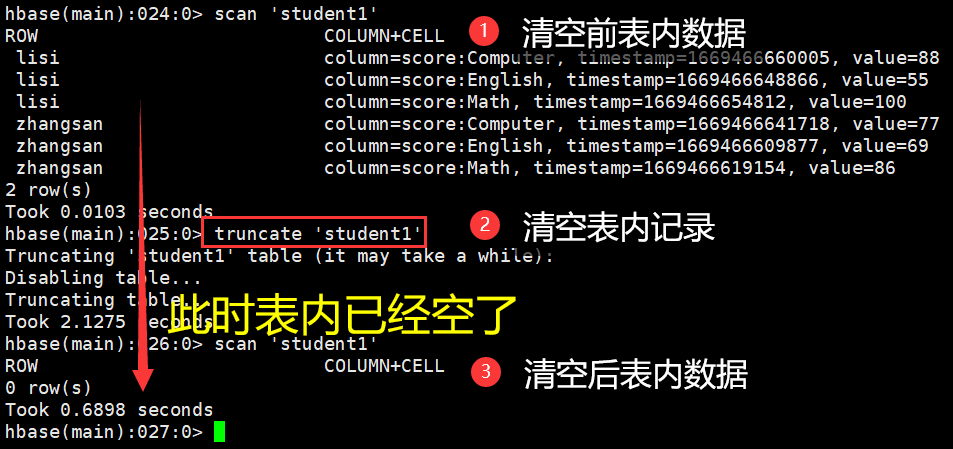 hbase(main):024:0> scan 'student1'
ROW COLUMN+CELL
1 清空前表内数据
lisi column=score:Computer, timestamp=1669466660005, value=88
lisi column=score:English, timestamp=1669466648866, value=55
lisi column=score:Math, timestamp=1669466654812, value=100
zhangsan column=score:Computer, timestamp=1669466641718, value=77
zhangsan column=score:English, timestamp=1669466609877, value=69
zhangsan column=score:Math, timestamp=1669466619154, value=86
2 row(s)
Took 0.0103 seconds
hbase(main):025:0> truncate 'student1'
2 清空表内记录
Truncating 'student1' table (it may take a while):
Disabling table...
Truncating table...
此时表内已经空了
Took 2.1275 seconds
hbase(main):026:0> scan 'student1'
ROW COLUMN+CELL
3 清空后表内数据
0 row(s)
Took 0.6898 seconds
hbase(main):027:0>